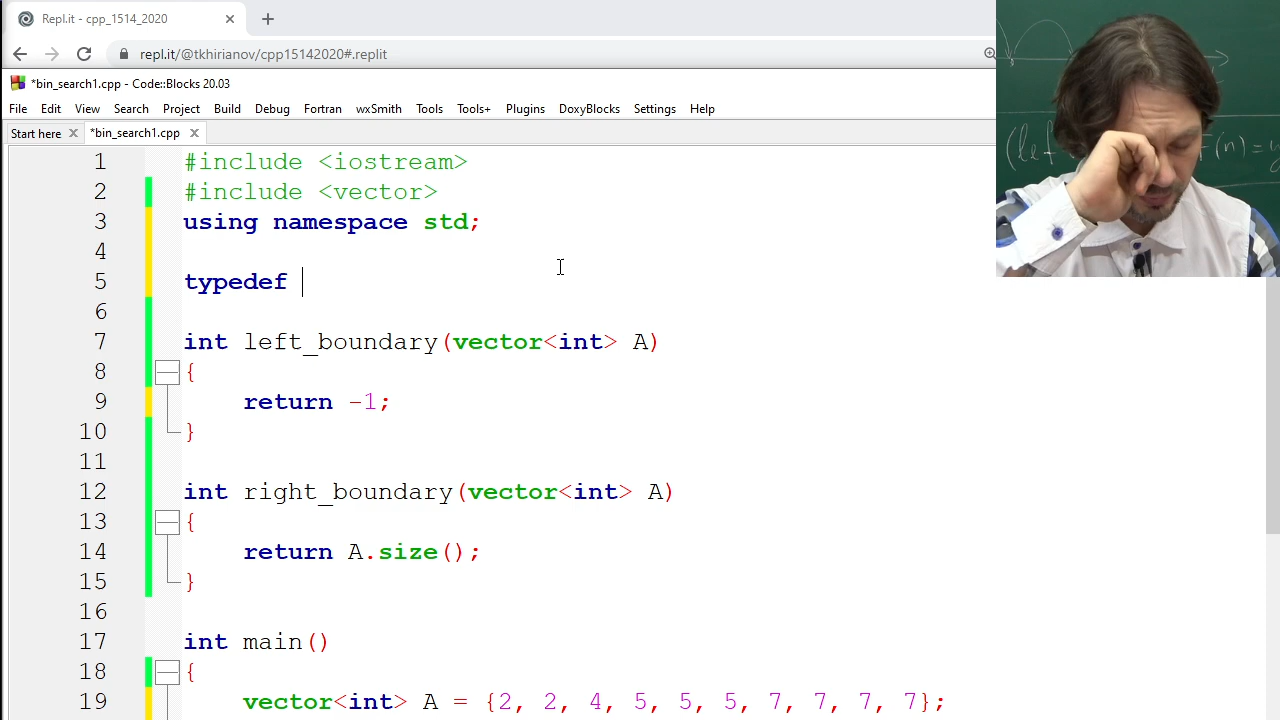 Repl.it - cpp_1514_2020
repl.it/@tkhirianov/cpp15142020#.replit
*bin_search1.cpp - Code::Blocks 20.03
File Edit View Search Project Build Debug Fortran wxSmith Tools Tools+ Plugins DoxyBlocks Settings Help
Start here *bin_search1.cpp
1 #include <iostream>
2 #include <vector>
3 using namespace std;
4
5 typedef
6
7 int left_boundary(vector<int> A)
8 {
9 return -1;
10 }
11
12 int right_boundary(vector<int> A)
13 {
14 return A.size();
15 }
16
17 int main()
18 {
19 vector<int> A = {2, 2, 4, 5, 5, 5, 7, 7, 7, 7};
(lef F(n)=